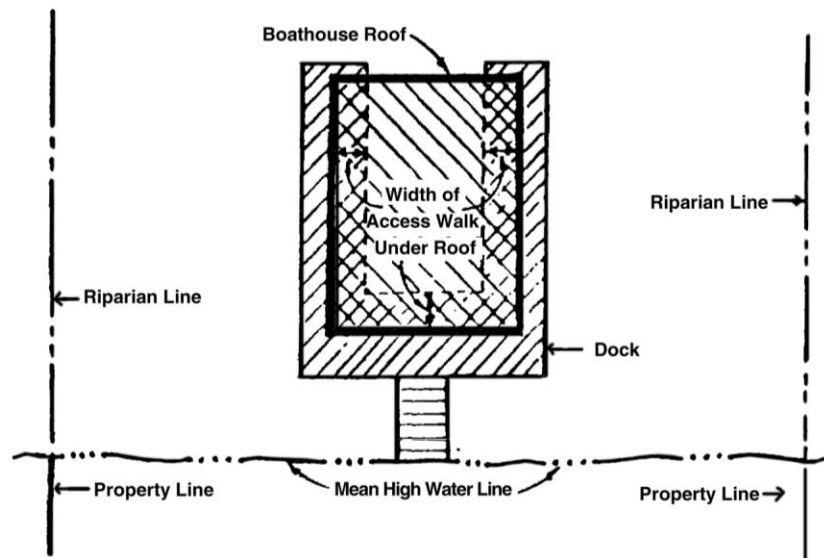 Boathouse Roof
Width of
Access Walk
Under Roof
Riparian Line
Riparian Line
Dock
Property Line
Mean High Water Line
Property Line